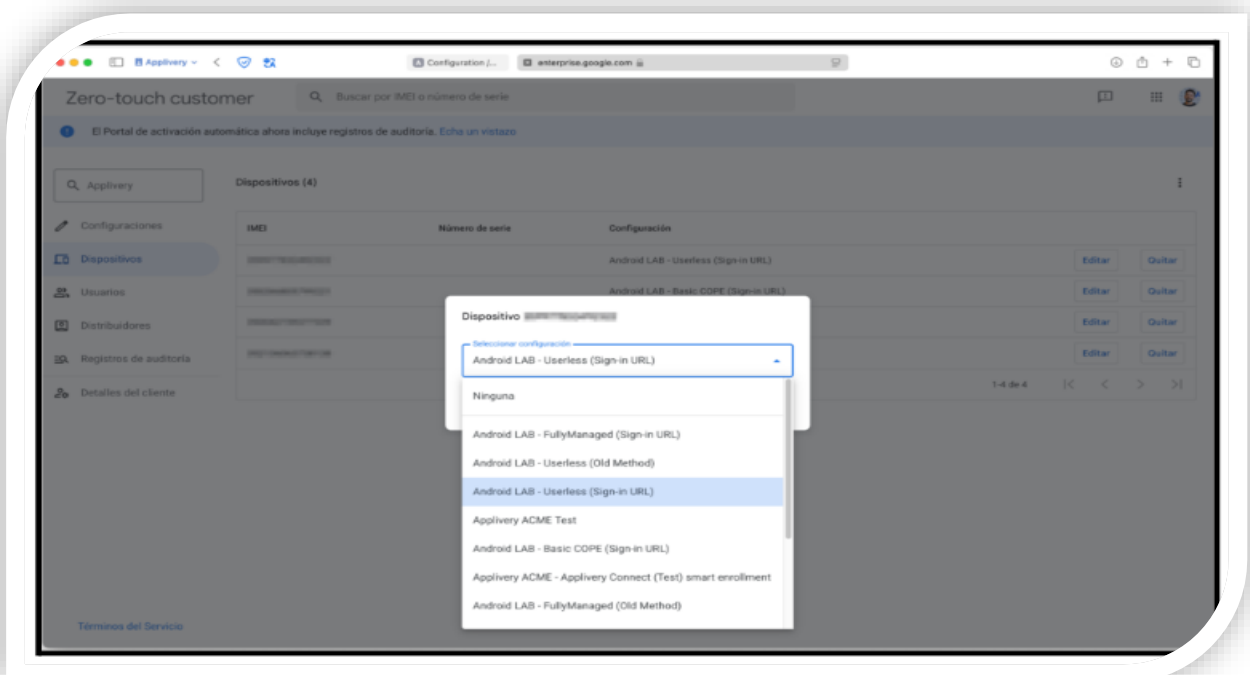 Applivery
Configuration /...
enterprise.google.com
Zero-touch customer
Buscar por IMEI o número de serie
El Portal de activación automática ahora incluye registros de auditoría. Echa un vistazo
Applivery
Dispositivos (4)
Configuraciones
IMEI Número de serie Configuración
Dispositivos
Android LAB - Userless (Sign-in URL) Editar Quitar
Usuarios
Android LAB - Basic COPE (Sign-in URL) Editar Quitar
Distribuidores
Editar Quitar
Registros de auditoría
Editar Quitar
Detalles del cliente
1-4 de 4
Dispositivo
Seleccionar configuración
Android LAB - Userless (Sign-in URL)
Ninguna
Android LAB - FullyManaged (Sign-in URL)
Android LAB - Userless (Old Method)
Android LAB - Userless (Sign-in URL)
Applivery ACME Test
Android LAB - Basic COPE (Sign-in URL)
Applivery ACME - Applivery Connect (Test) smart enrollment
Android LAB - FullyManaged (Old Method)
Términos del Servicio